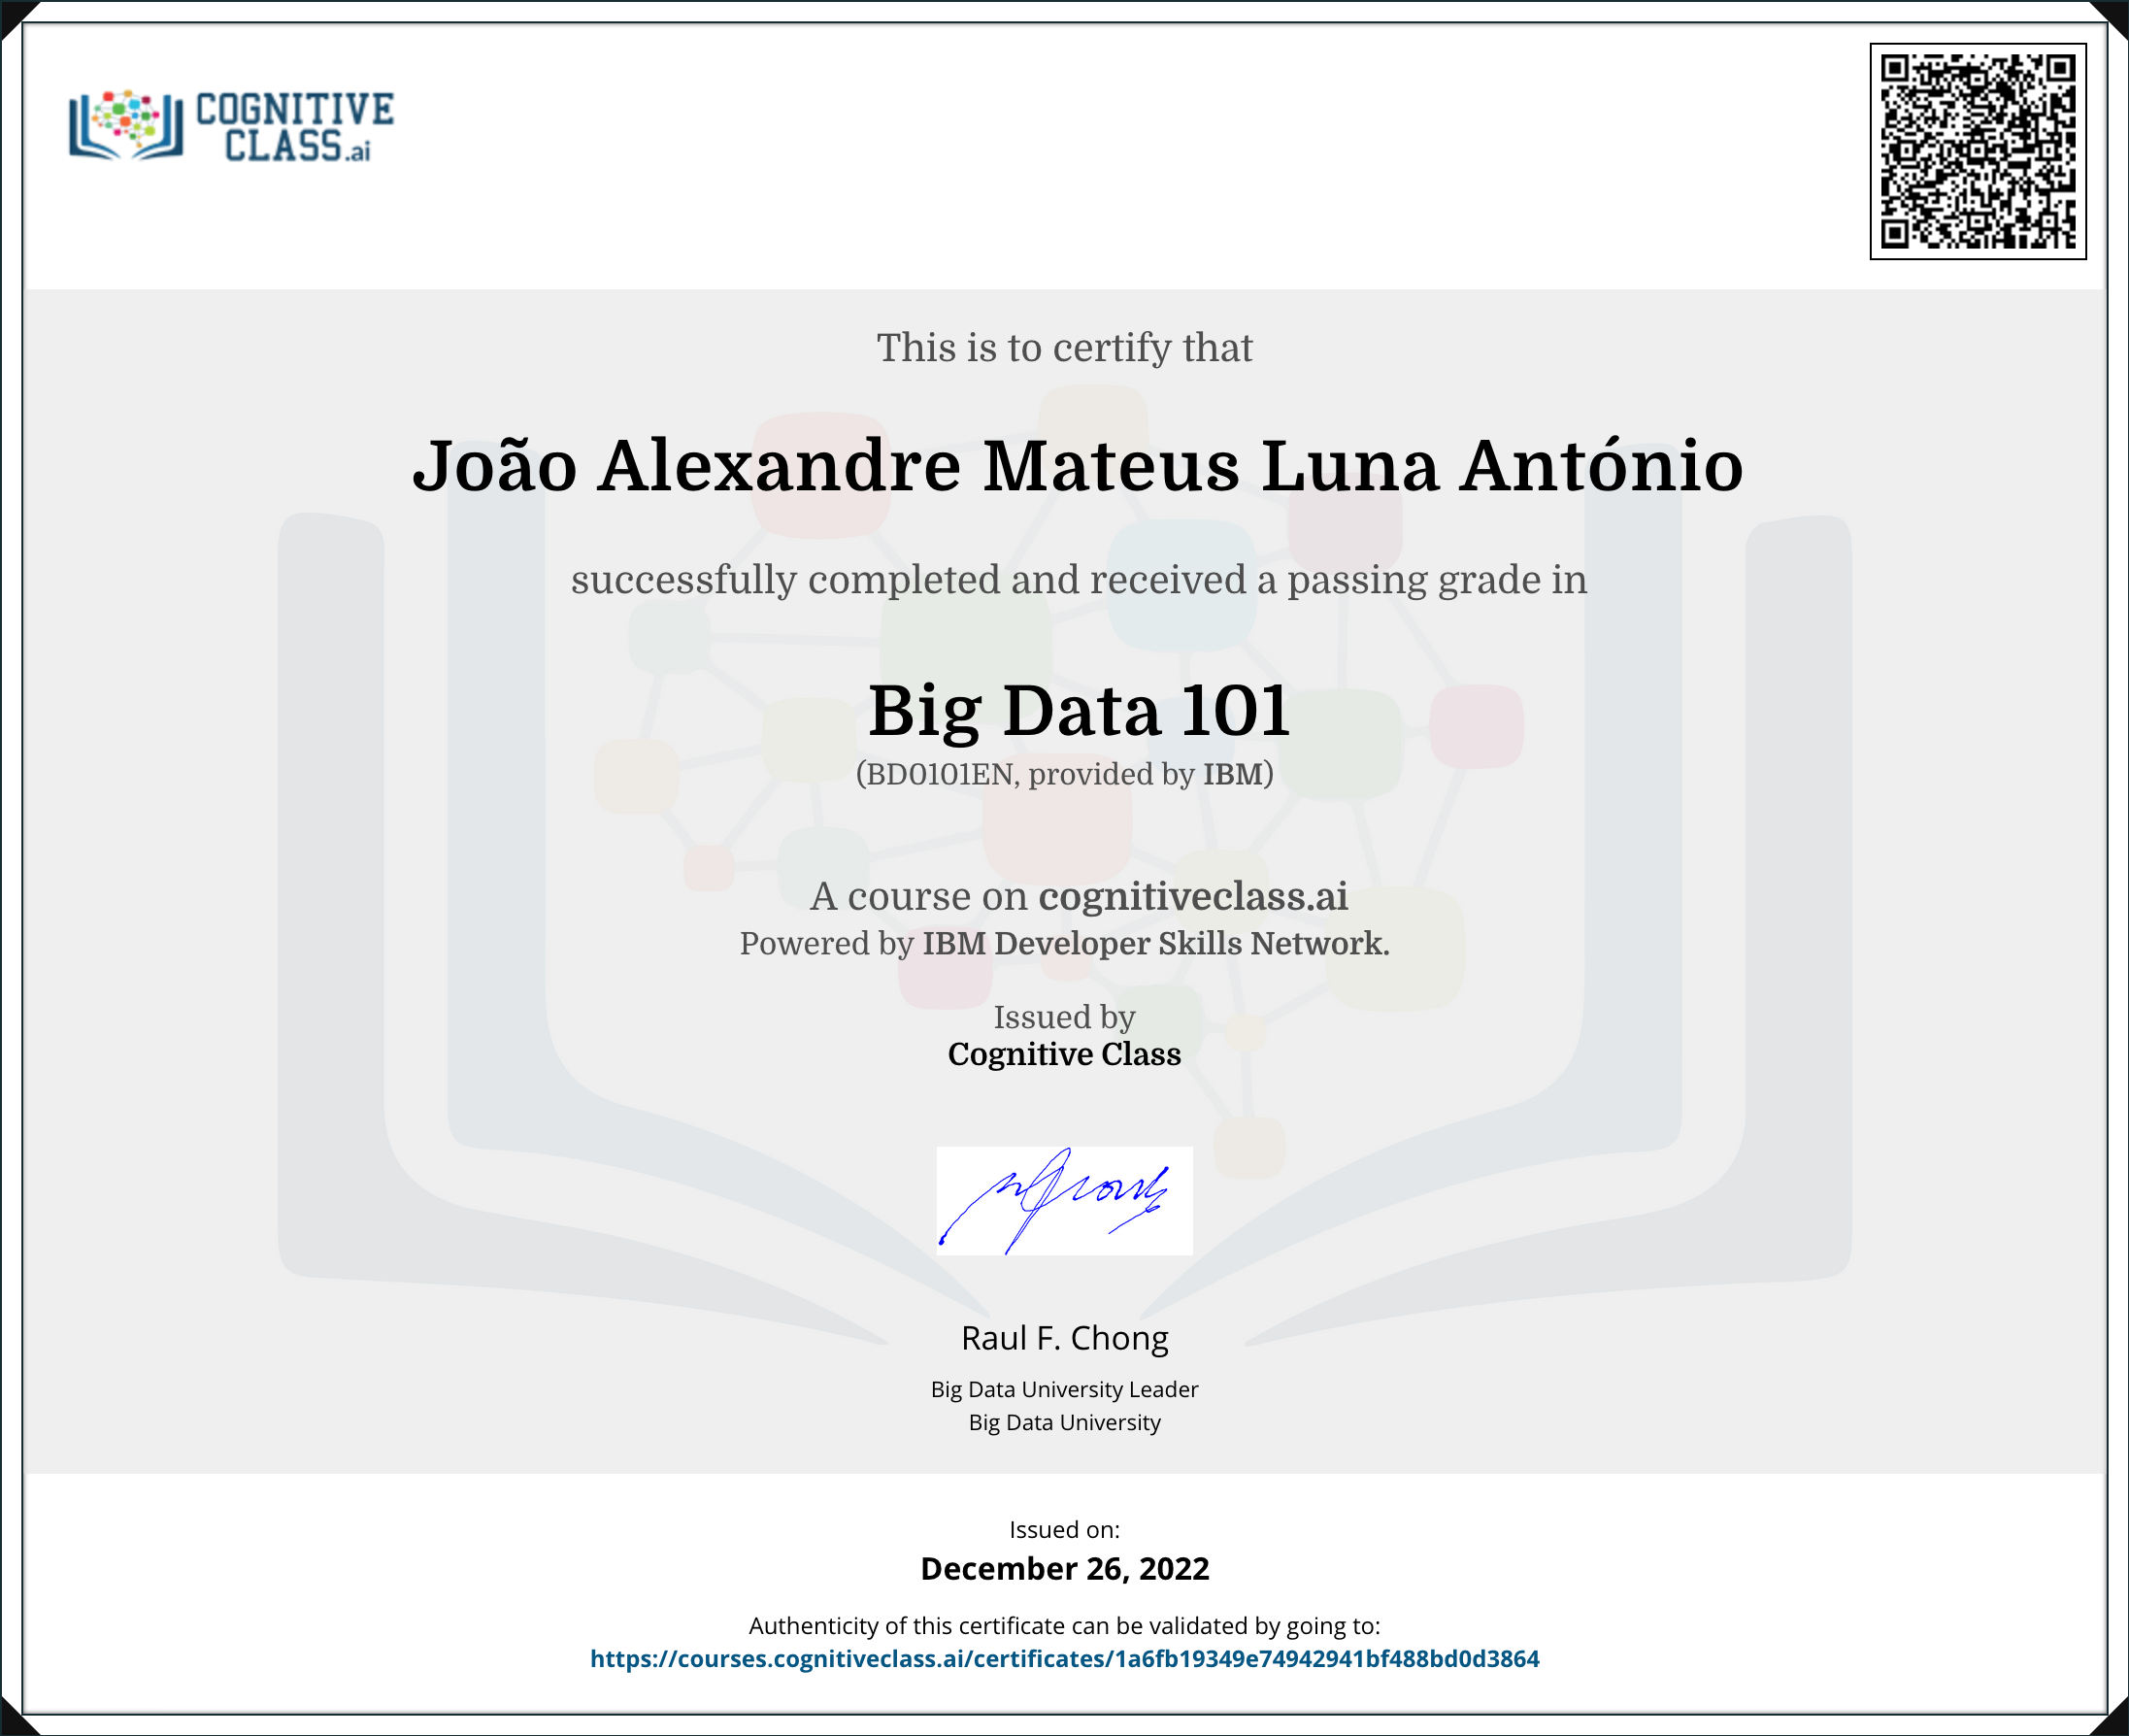 COGNITIVE
CLASS.ai
This is to certify that
João Alexandre Mateus Luna António
successfully completed and received a passing grade in
Big Data 101
(BD0101EN, provided by IBM)
A course on cognitiveclass.ai
Powered by IBM Developer Skills Network.
Issued by
Cognitive Class
Raul F. Chong
Big Data University Leader
Big Data University
Issued on:
December 26, 2022
Authenticity of this certificate can be validated by going to:
https://courses.cognitiveclass.ai/certificates/1a6fb19349e74942941bf488bd0d3864